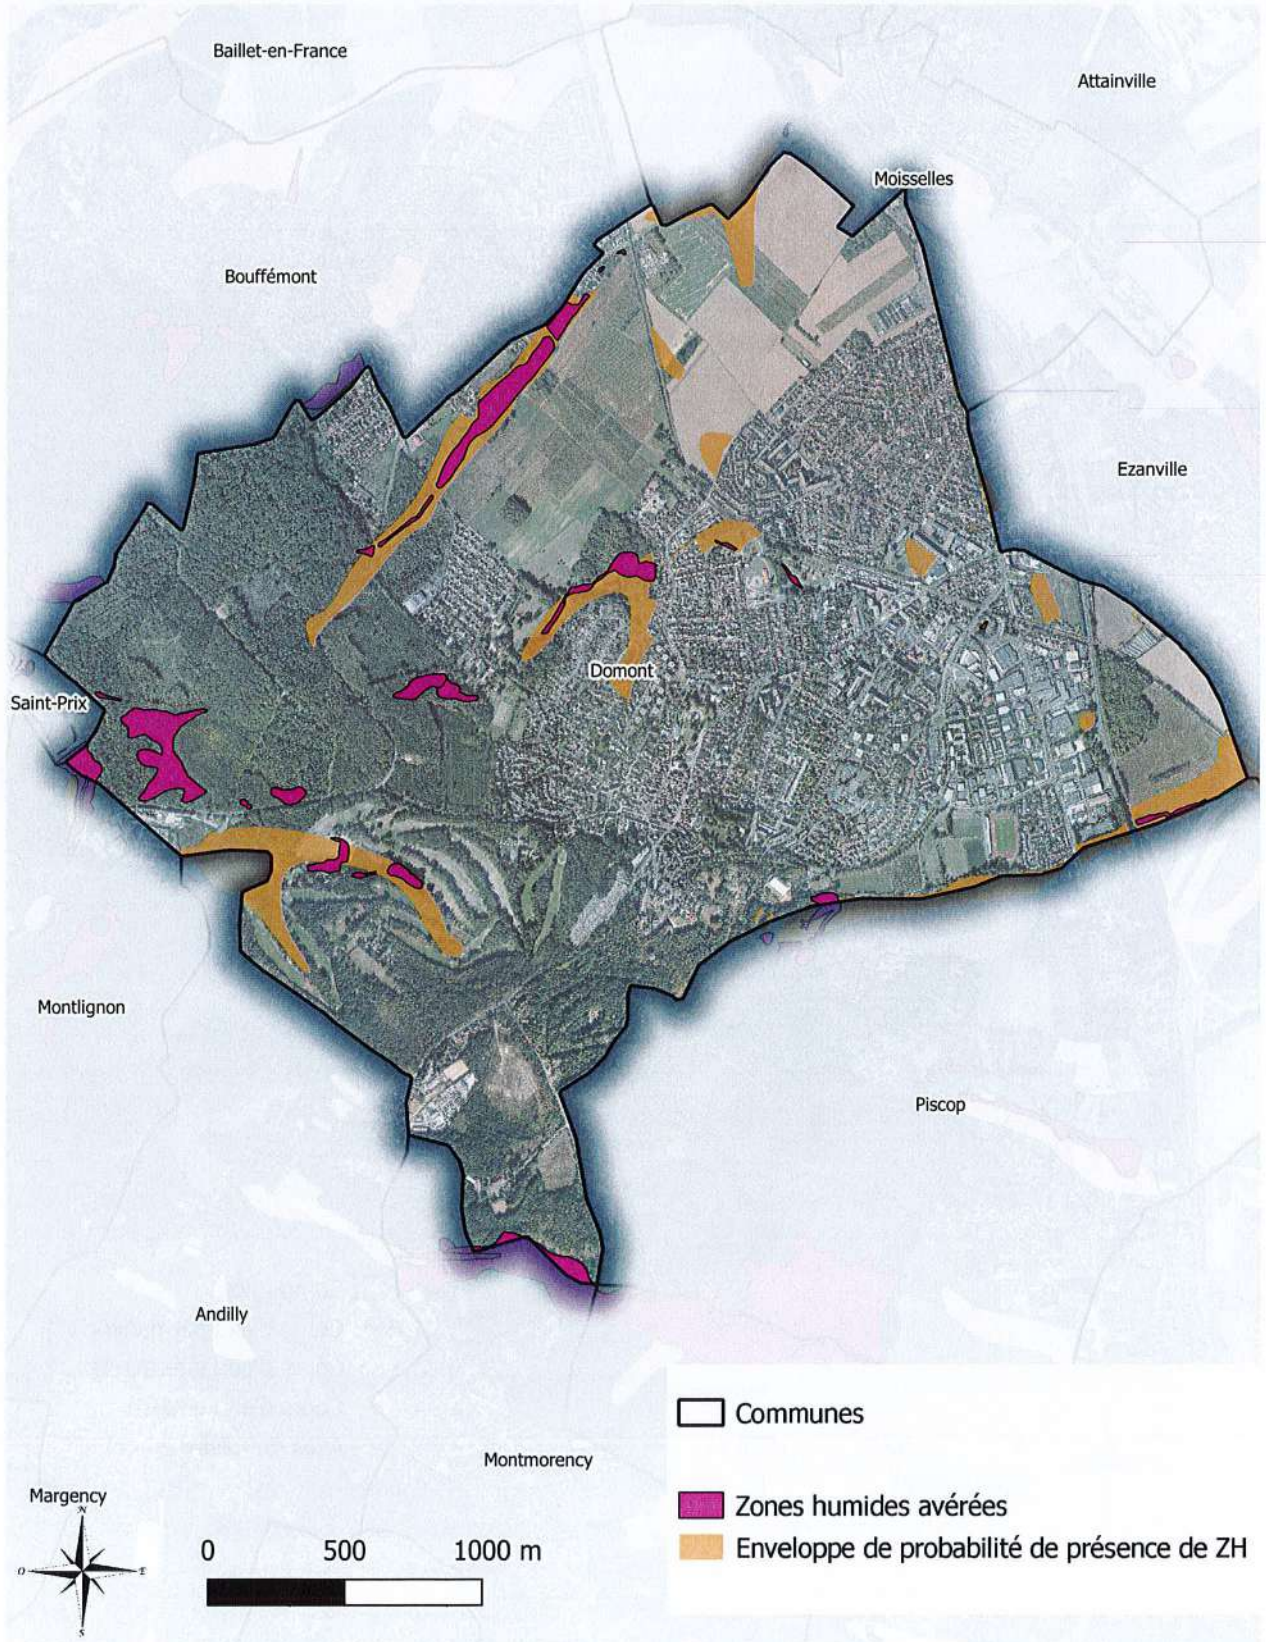 Baillet-en-France
Attainville
Moisselles
Bouffémont
Ezanville
Domont
Saint-Prix
Montlignon
Piscop
Andilly
Communes
Montmorency
Margency
Zones humides avérées
Enveloppe de probabilité de présence de ZH
N
O
E
S
0 500 1000 m